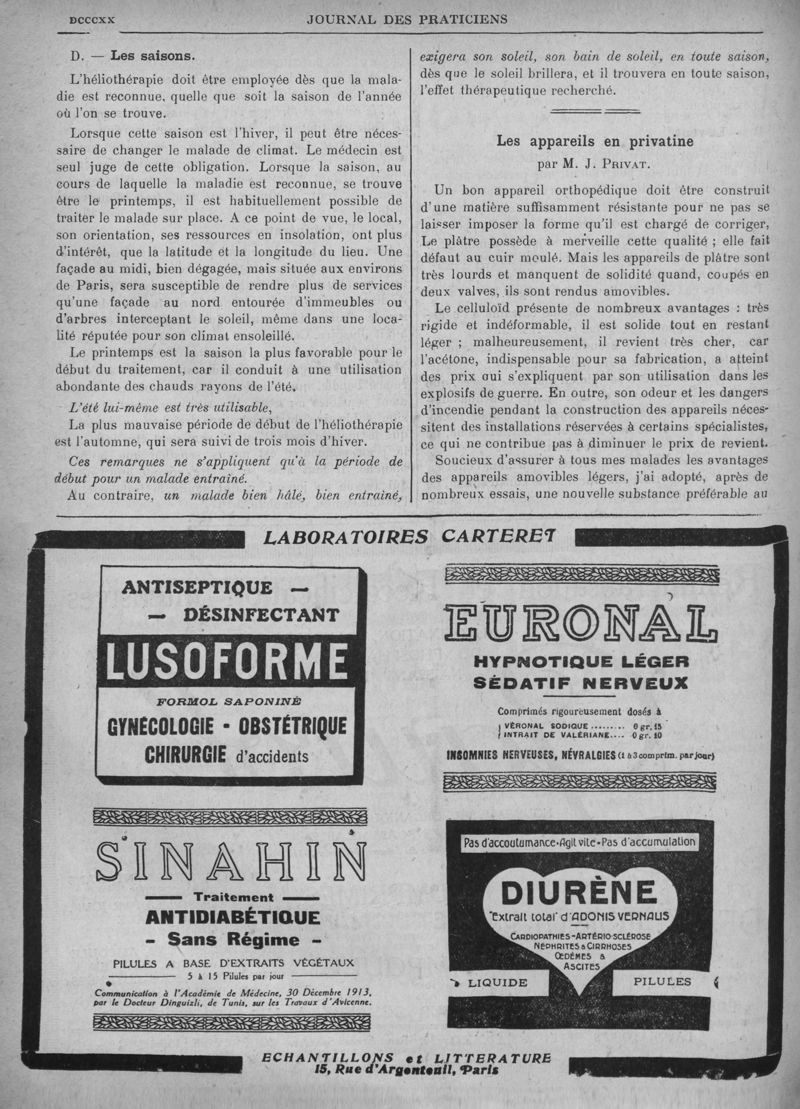 DCCCXX
JOURNAL DES PRATICIENS
D. — Les saisons.
L'héliothérapie doit être employée dès que la mala-
die est reconnue, quelle que soit la saison de l'année
où l'on se trouve.
Lorsque cette saison est l'hiver, il peut être néces-
saire de changer le malade de climat. Le médecin est
seul juge de cette obligation. Lorsque la saison, au
cours de laquelle la maladie est reconnue, se trouve
être le printemps, il est habituellement possible de
traiter le malade sur place. A ce point de vue, le local,
son orientation, ses ressources en insolation, ont plus
d'intérêt, que la latitude et la longitude du lieu. Une
façade au midi, bien dégagée, mais située aux environs
de Paris, sera susceptible de rendre plus de services
qu'une façade au nord entourée d'immeubles ou
d'arbres interceptant le soleil, même dans une loca-
lité réputée pour son climat ensoleillé.
Le printemps est la saison la plus favorable pour le
début du traitement, car il conduit à une utilisation
abondante des chauds rayons de l'été.
L'été lui-même est très utilisable,
La plus mauvaise période de début de l'héliothérapie
est l'automne, qui sera suivi de trois mois d'hiver.
Ces remarques ne s'appliquent qu'à la période de
début pour un malade entraîné.
Au contraire, un malade bien hâlé, bien entraîné,
exigera son soleil, son bain de soleil, en toute saison,
dès que le soleil brillera, et il trouvera en toute saison,
l'effet thérapeutique recherché.
Les appareils en privatine
par M. J. PRIVAT.
Un bon appareil orthopédique doit être construit
d'une matière suffisamment résistante pour ne pas se
laisser imposer la forme qu'il est chargé de corriger,
Le plâtre possède à merveille cette qualité ; elle fait
défaut au cuir moulé. Mais les appareils de plâtre sont
très lourds et manquent de solidité quand, coupés en
deux valves, ils sont rendus amovibles.
Le celluloïd présente de nombreux avantages : très
rigide et indéformable, il est solide tout en restant
léger ; malheureusement, il revient très cher, car
l'acétone, indispensable pour sa fabrication, a atteint
des prix qui s'expliquent par son utilisation dans les
explosifs de guerre. En outre, son odeur et les dangers
d'incendie pendant la construction des appareils néces-
sitent des installations réservées à certains spécialistes,
ce qui ne contribue pas à diminuer le prix de revient.
Soucieux d'assurer à tous mes malades les avantages
des appareils amovibles légers, j'ai adopté, après de
nombreux essais, une nouvelle substance préférable au
LABORATOIRES CARTERET
ANTISEPTIQUE —
— DÉSINFECTANT
LUSOFORME
FORMOL SAPONINÉ
GYNÉCOLOGIE - OBSTÉTRIQUE
CHIRURGIE d'accidents
EURONAL
HYPNOTIQUE LÉGER
SÉDATIF NERVEUX
Comprimés rigoureusement dosés à
VÉRONAL SODIQUE ......... 0 gr. 15
INTRAIT DE VALÉRIANE.... 0 gr. 10
INSOMNIES NERVEUSES, NÉVRALGIES (1 à 3 comprim. par jour)
SINAHIN
Traitement
ANTIDIABÉTIQUE
- Sans Régime -
PILULES A BASE D'EXTRAITS VÉGÉTAUX
5 à 15 Pilules par jour
Communication à l'Académie de Médecine, 30 Décembre 1913,
par le Docteur Dinguizli, de Tunis, sur les Travaux d'Avicenne.
Pas d'accoutumance-Agit vite-Pas d'accumulation
DIURÈNE
"Extrait total" d'ADONIS VERNALIS
CARDIOPATHIES-ARTÉRIO-SCLÉROSE
NÉPHRITES & CIRRHOSES
ŒDÈMES &
ASCITES
LIQUIDE
PILULES
ECHANTILLONS et LITTERATURE
15, Rue d'Argenteuil, Paris